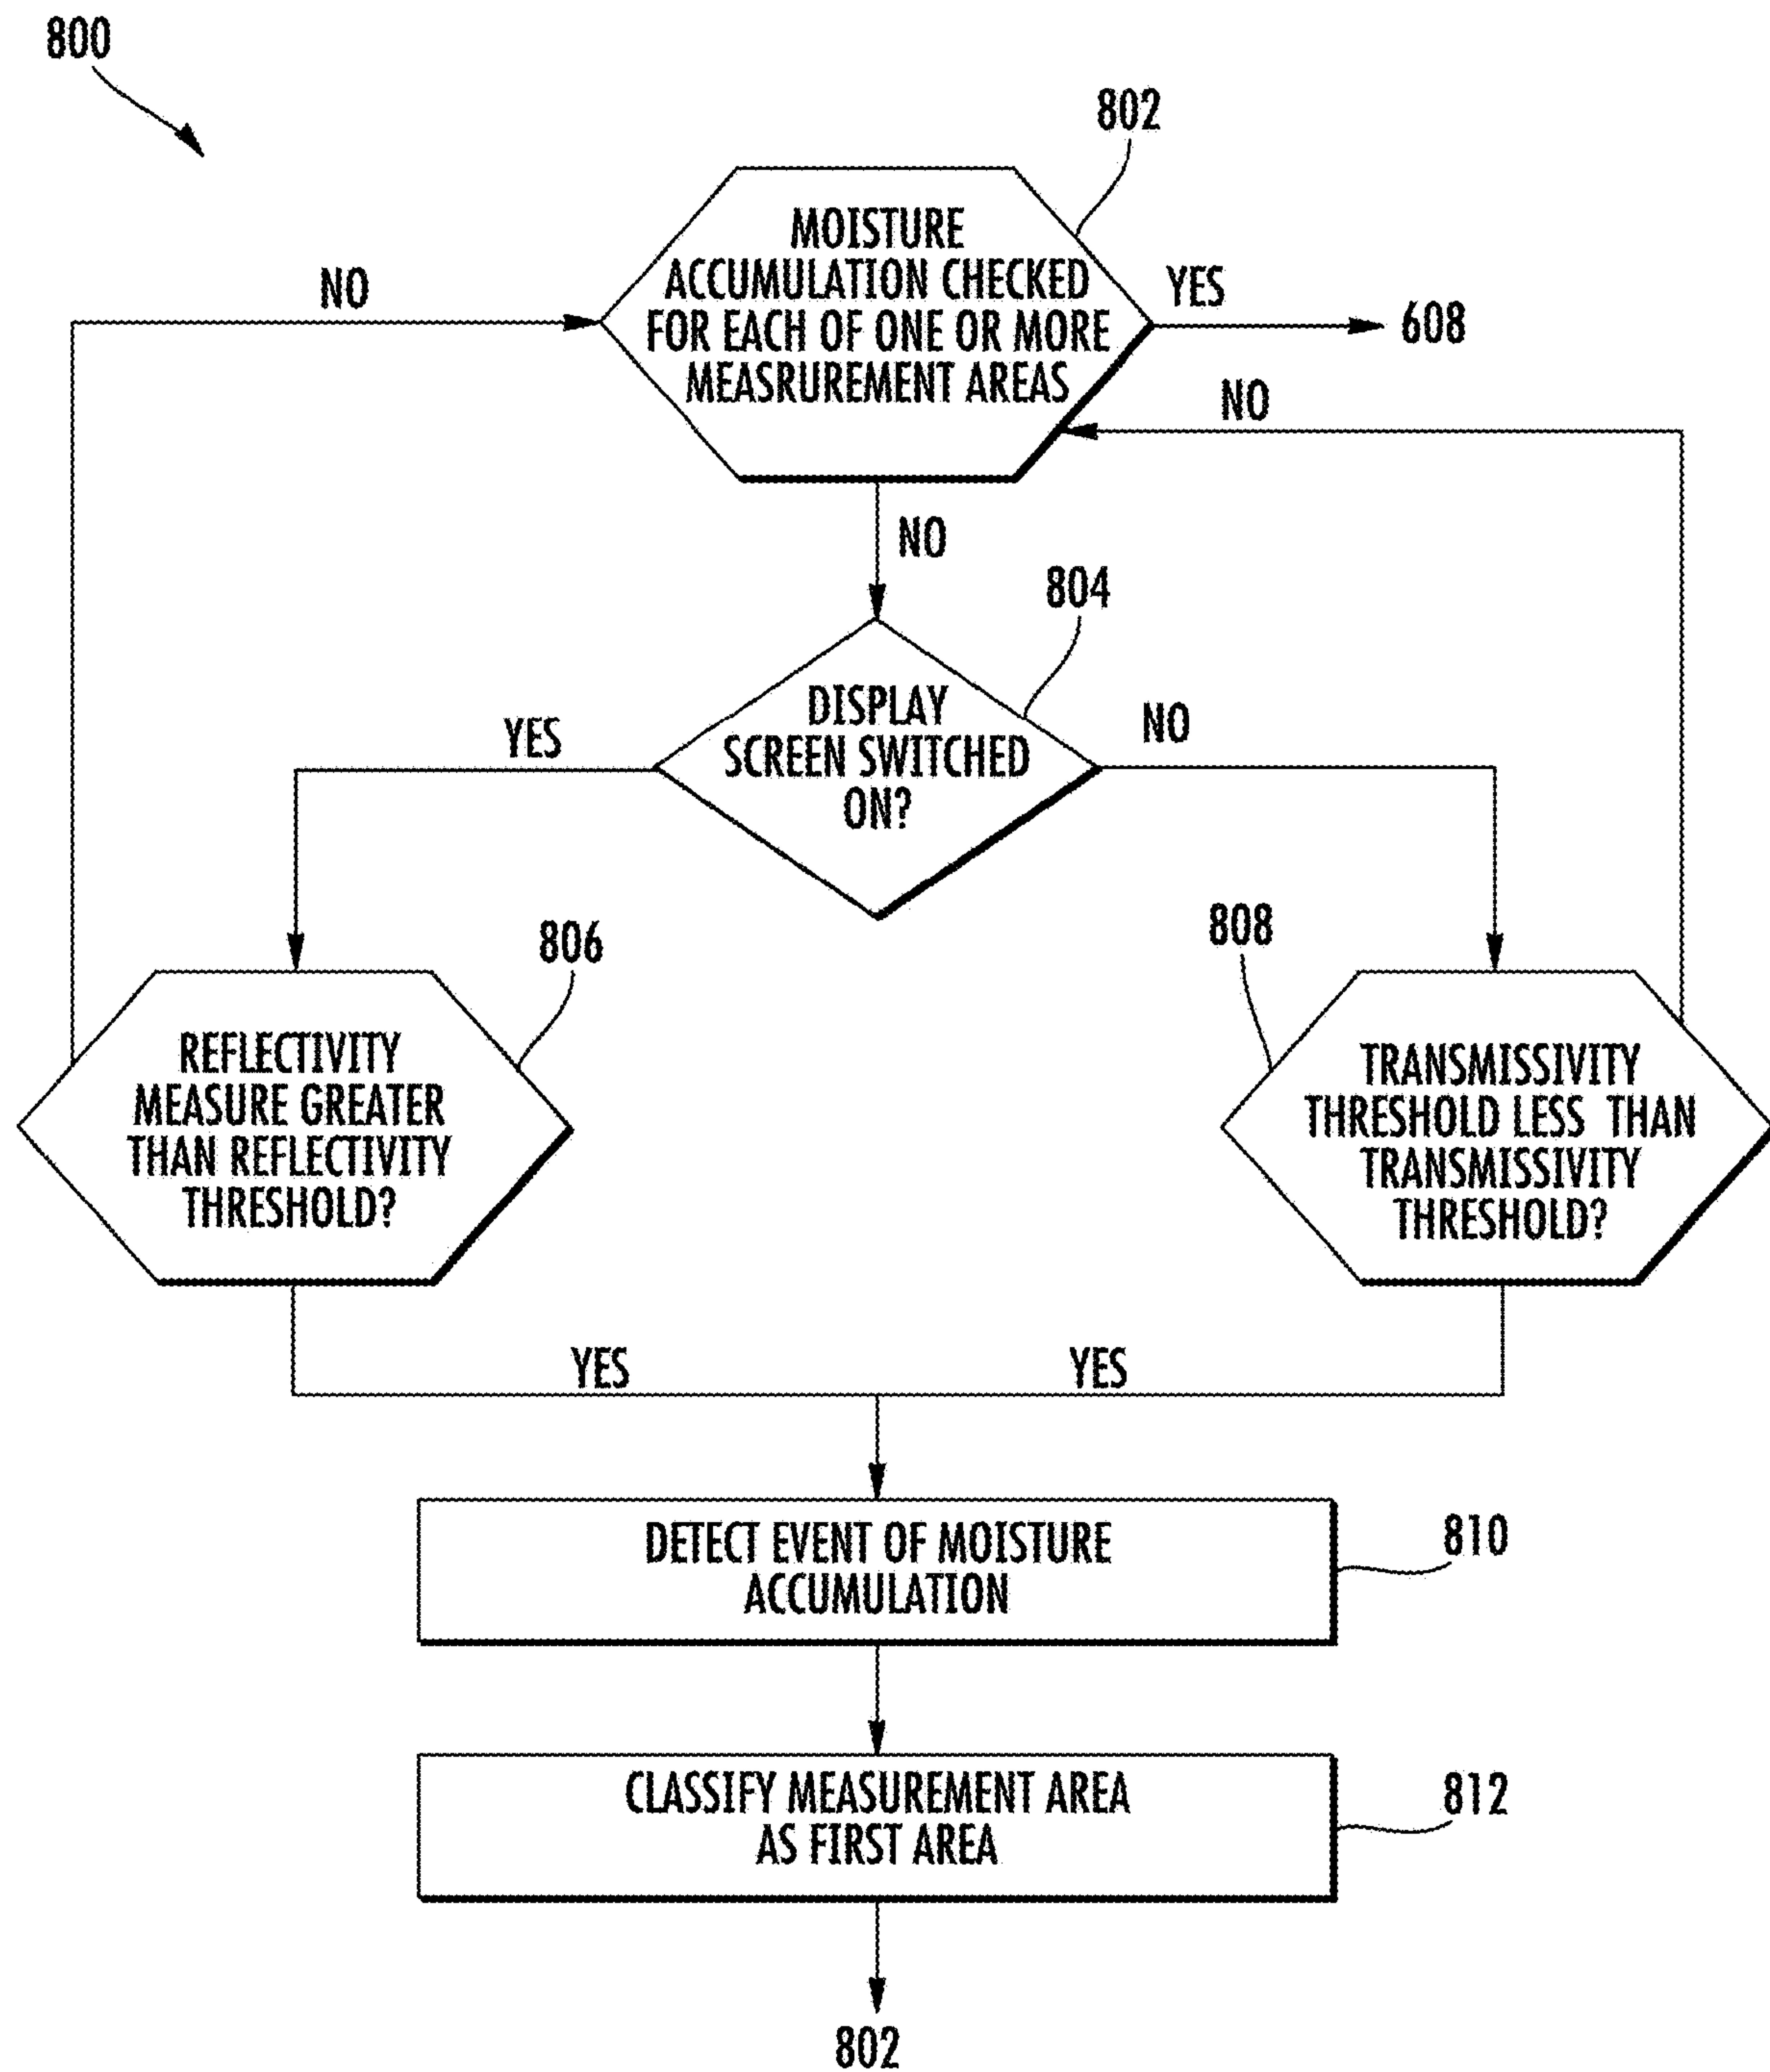 800
802
MOISTURE
ACCUMULATION CHECKED
FOR EACH OF ONE OR MORE
MEASRUREMENT AREAS
NO
YES
608
NO
NO
804
DISPLAY
SCREEN SWITCHED
ON?
YES
NO
806
808
REFLECTIVITY
MEASURE GREATER
THAN REFLECTIVITY
THRESHOLD?
TRANSMISSIVITY
THRESHOLD LESS THAN
TRANSMISSIVITY
THRESHOLD?
YES
YES
DETECT EVENT OF MOISTURE
ACCUMULATION
810
CLASSIFY MEASUREMENT AREA
AS FIRST AREA
812
802